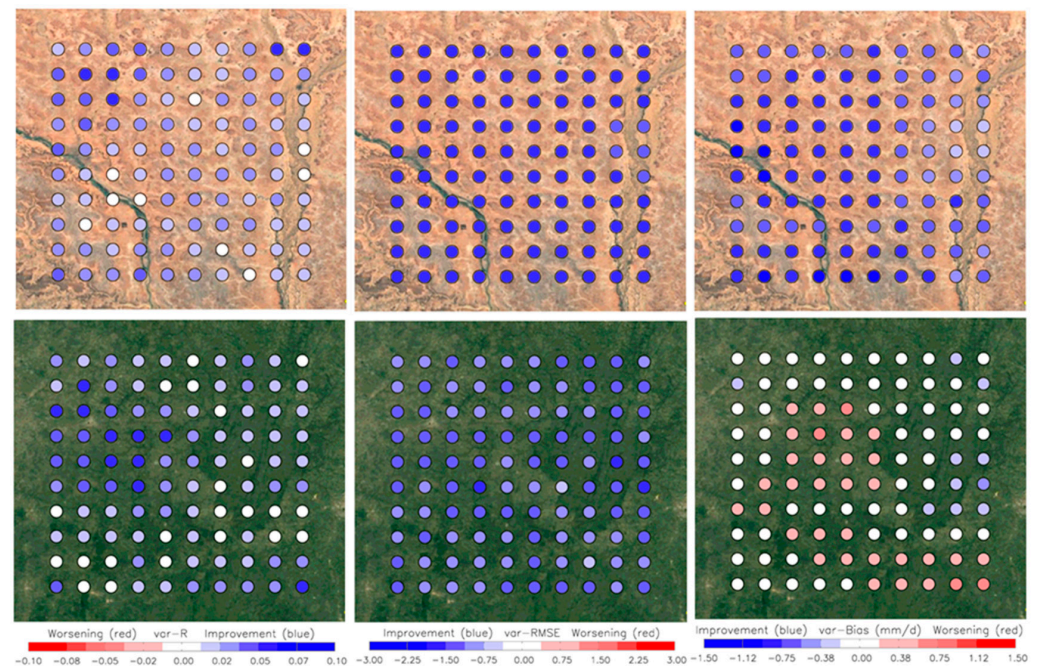 Worsening (red) var-R Improvement (blue)
-0.10 -0.08 -0.05 -0.02 0.00 0.02 0.05 0.07 0.10
Improvement (blue) var-RMSE Worsening (red)
-3.00 -2.25 -1.50 -0.75 0.00 0.75 1.50 2.25 3.00
Improvement (blue) var-Bias (mm/d) Worsening (red)
-1.50 -1.12 -0.75 -0.38 0.00 0.38 0.75 1.12 1.50